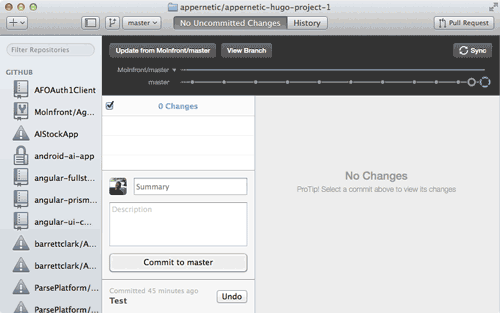 appernetic/appernetic-hugo-project-1
master
No Uncommitted Changes
History
Pull Request
Filter Repositories
Update from MoInfront/master
View Branch
Sync
MoInfront/master
master
GITHUB
AFOAuth1Client
MoInfront/Ag...
AIStockApp
android-ai-app
angular-fullst...
angular-prism...
angular-ui-c...
barrettclark/A...
barrettclark/A...
ParsePlatform/...
ParsePlatform/...
0 Changes
Summary
Description
Commit to master
Committed 45 minutes ago
Test
Undo
No Changes
ProTip! Select a commit above to view its changes